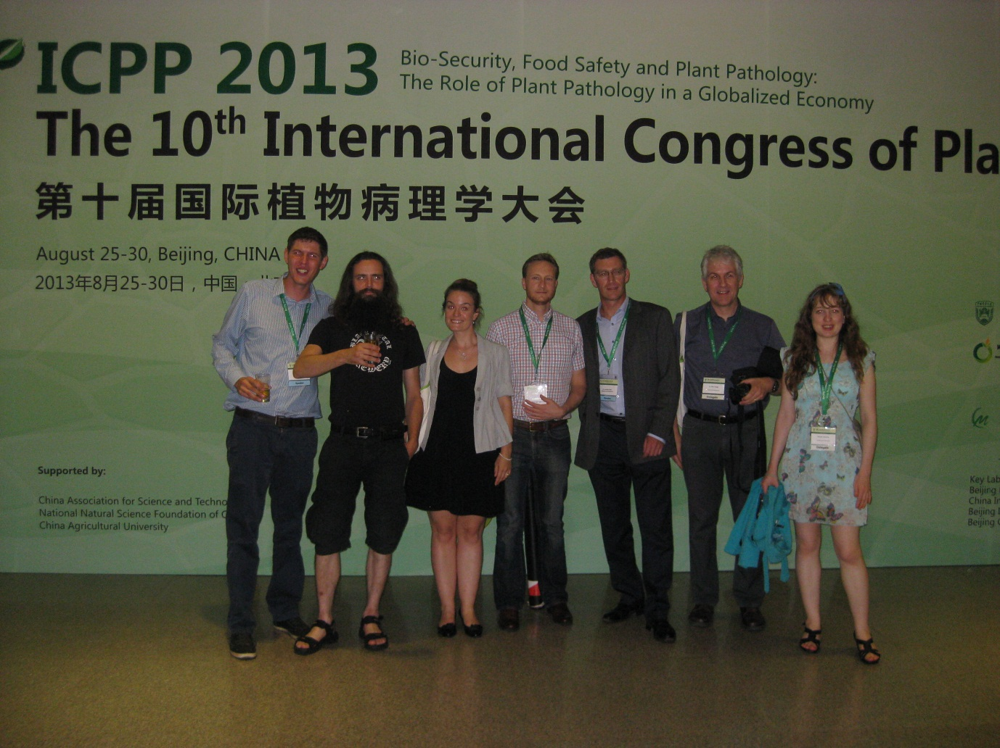 ICPP 2013
Bio-Security, Food Safety and Plant Pathology:
The Role of Plant Pathology in a Globalized Economy
The 10th International Congress of Pla
第十届国际植物病理学大会
August 25-30, Beijing, CHINA
2013年8月25-30日，中国
Supported by:
China Association for Science and Techno
National Natural Science Foundation of
China Agricultural University
Key Lab
Beijing
China In
Beijing
Beijing